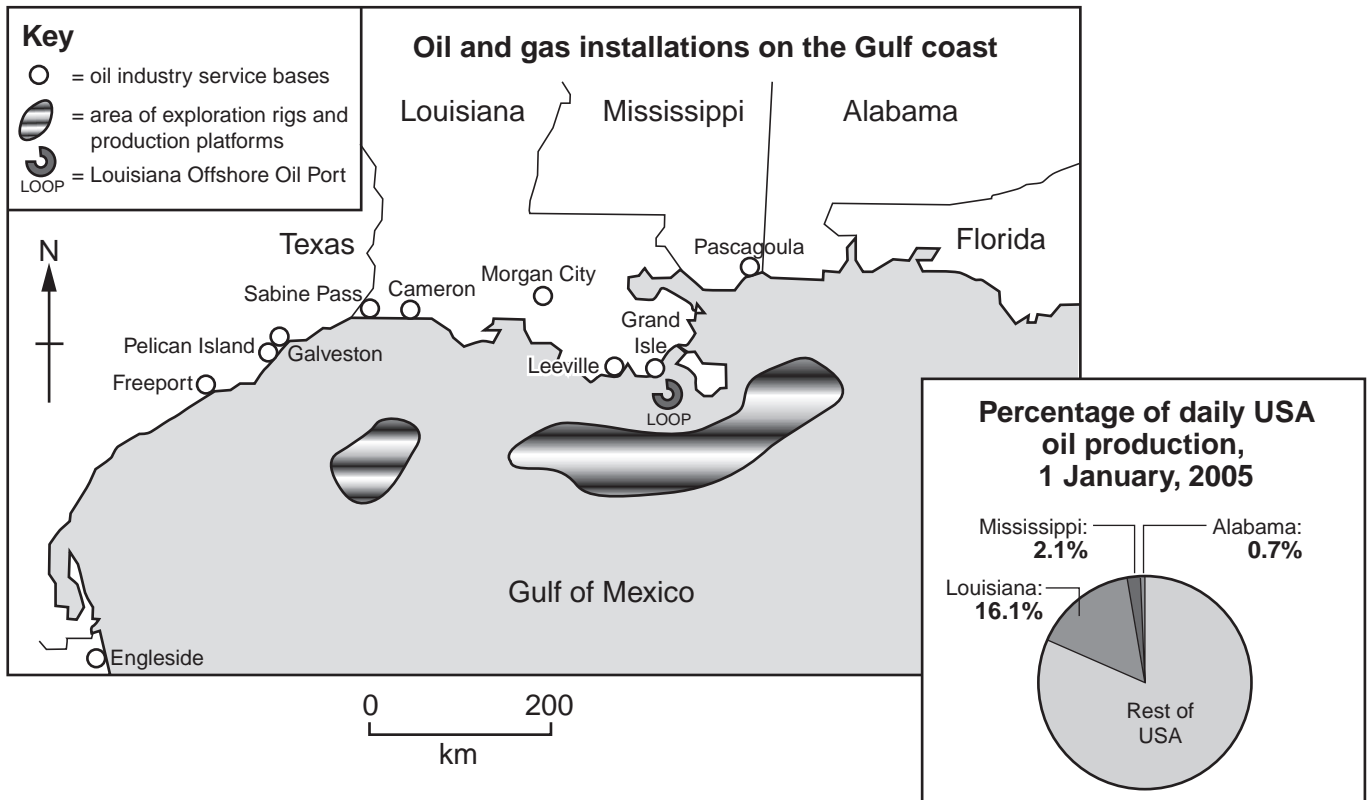 Key
= oil industry service bases
= area of exploration rigs and
production platforms
LOOP
= Louisiana Offshore Oil Port
Oil and gas installations on the Gulf coast
Louisiana
Mississippi
Alabama
N
Texas
Florida
Pascagoula
Morgan City
Sabine Pass
Cameron
Grand
Isle
Pelican Island
Galveston
Leeville
Freeport
LOOP
Gulf of Mexico
Engleside
0
200
km
Percentage of daily USA
oil production,
1 January, 2005
Mississippi:
2.1%
Alabama:
0.7%
Louisiana:
16.1%
Rest of
USA